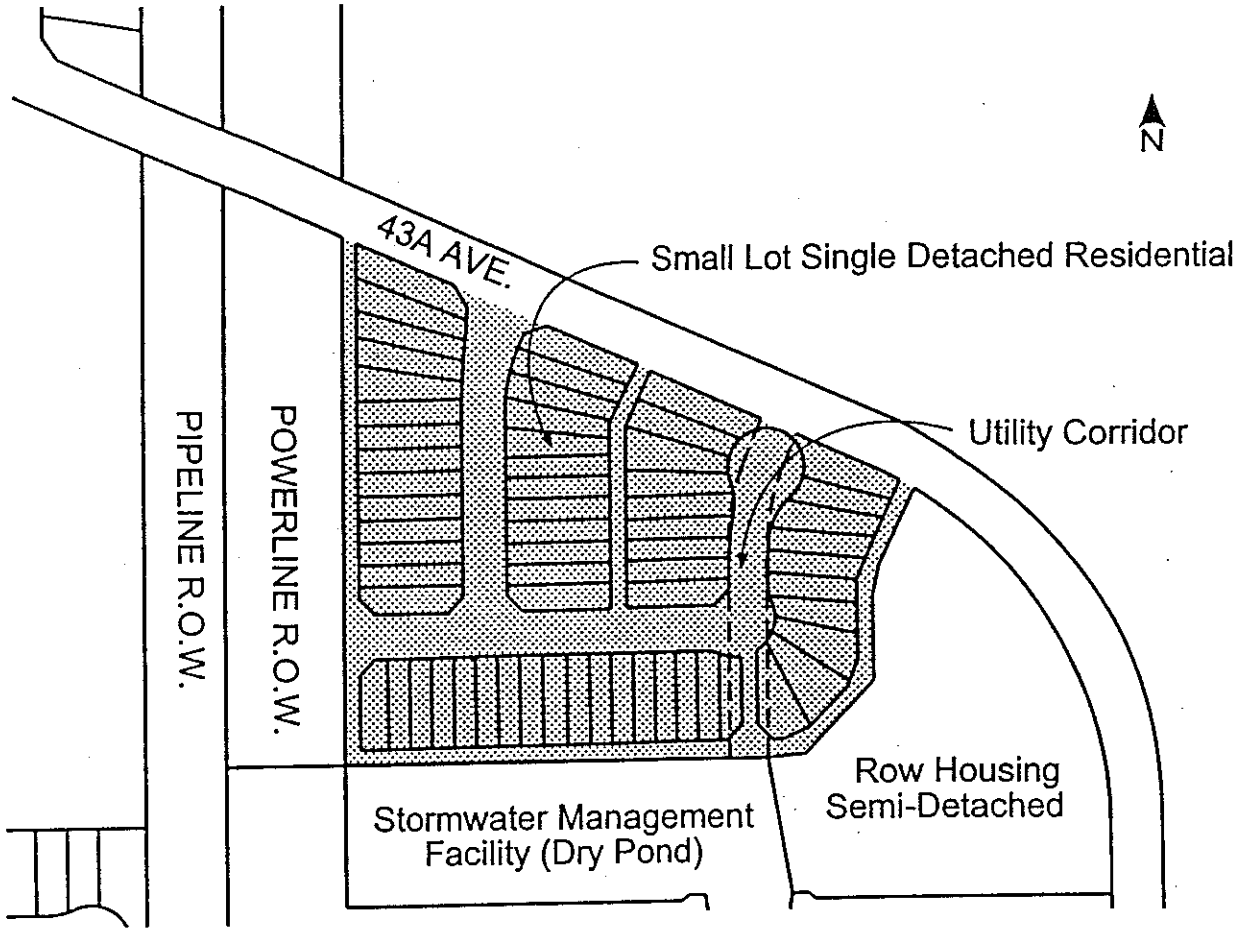 N
43A AVE.
Small Lot Single Detached Residential
Utility Corridor
PIPELINE R.O.W.
POWERLINE R.O.W.
Row Housing
Semi-Detached
Stormwater Management
Facility (Dry Pond)